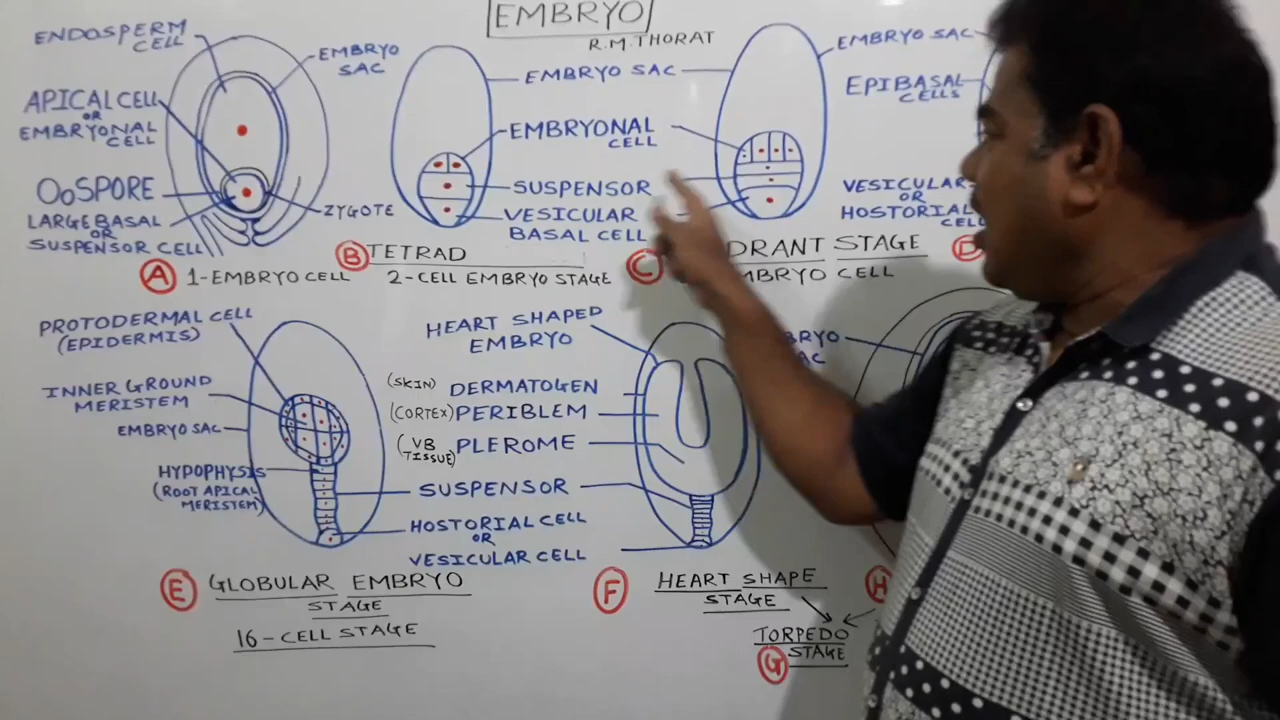 EMBRYO
R.M.THORAT
ENDOSPERM
CELL
EMBRYO
SAC
APICAL CELL
OR
EMBRYONAL
CELL
OoSPORE
LARGE BASAL
OR
SUSPENSOR CELL
ZYGOTE
A 1-EMBRYO CELL
EMBRYO SAC
EMBRYONAL
CELL
SUSPENSOR
VESICULAR
BASAL CELL
B TETRAD
2-CELL EMBRYO STAGE
EMBRYO SAC
C DRANT STAGE
MBRYO CELL
EPIBASAL
CELLS
VESICULAR
OR
HOSTORIAL
CELL
D
PROTODERMAL CELL
(EPIDERMIS)
INNER GROUND
MERISTEM
EMBRYO SAC
HYPOPHYSIS
(ROOT APICAL
MERISTEM)
E GLOBULAR EMBRYO
STAGE
16-CELL STAGE
HEART SHAPED
EMBRYO
(SKIN) DERMATOGEN
(CORTEX) PERIBLEM
(VB TISSUE) PLEROME
SUSPENSOR
HOSTORIAL CELL
OR
VESICULAR CELL
F HEART SHAPE
STAGE
TORPEDO
G STAGE
BRYO
AC
H